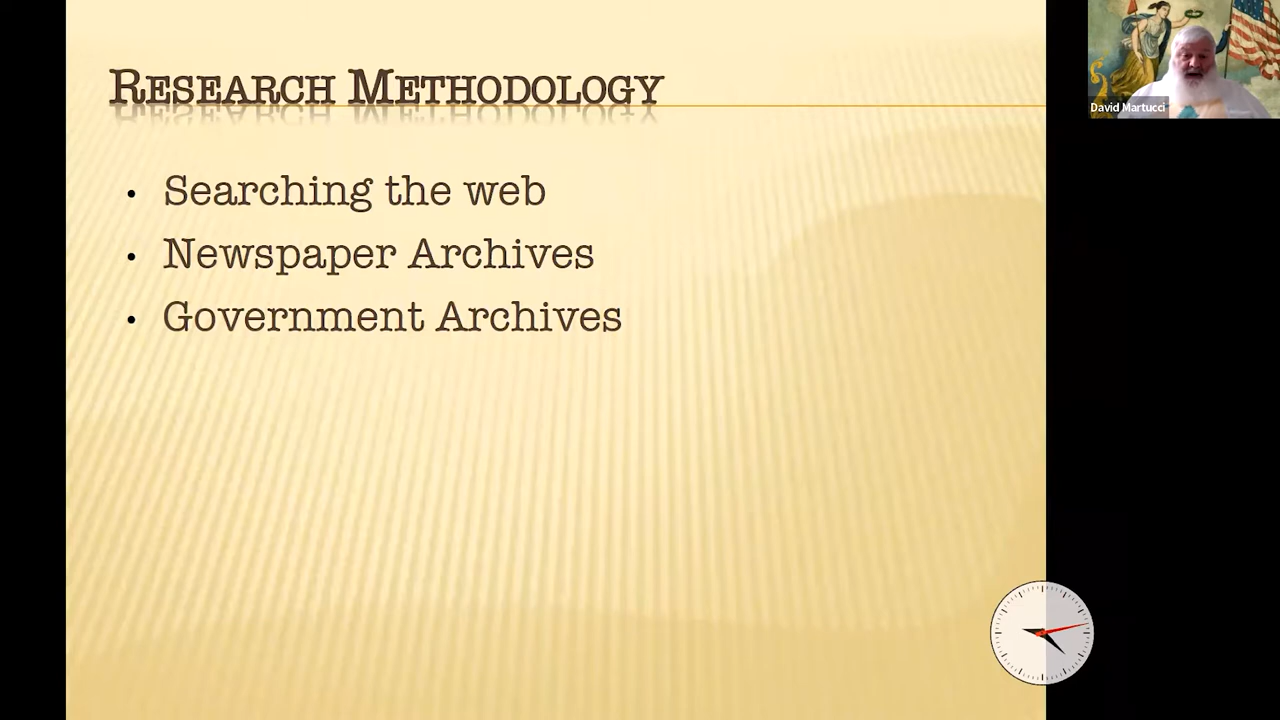 Research Methodology
• Searching the web
• Newspaper Archives
• Government Archives
David Martucci